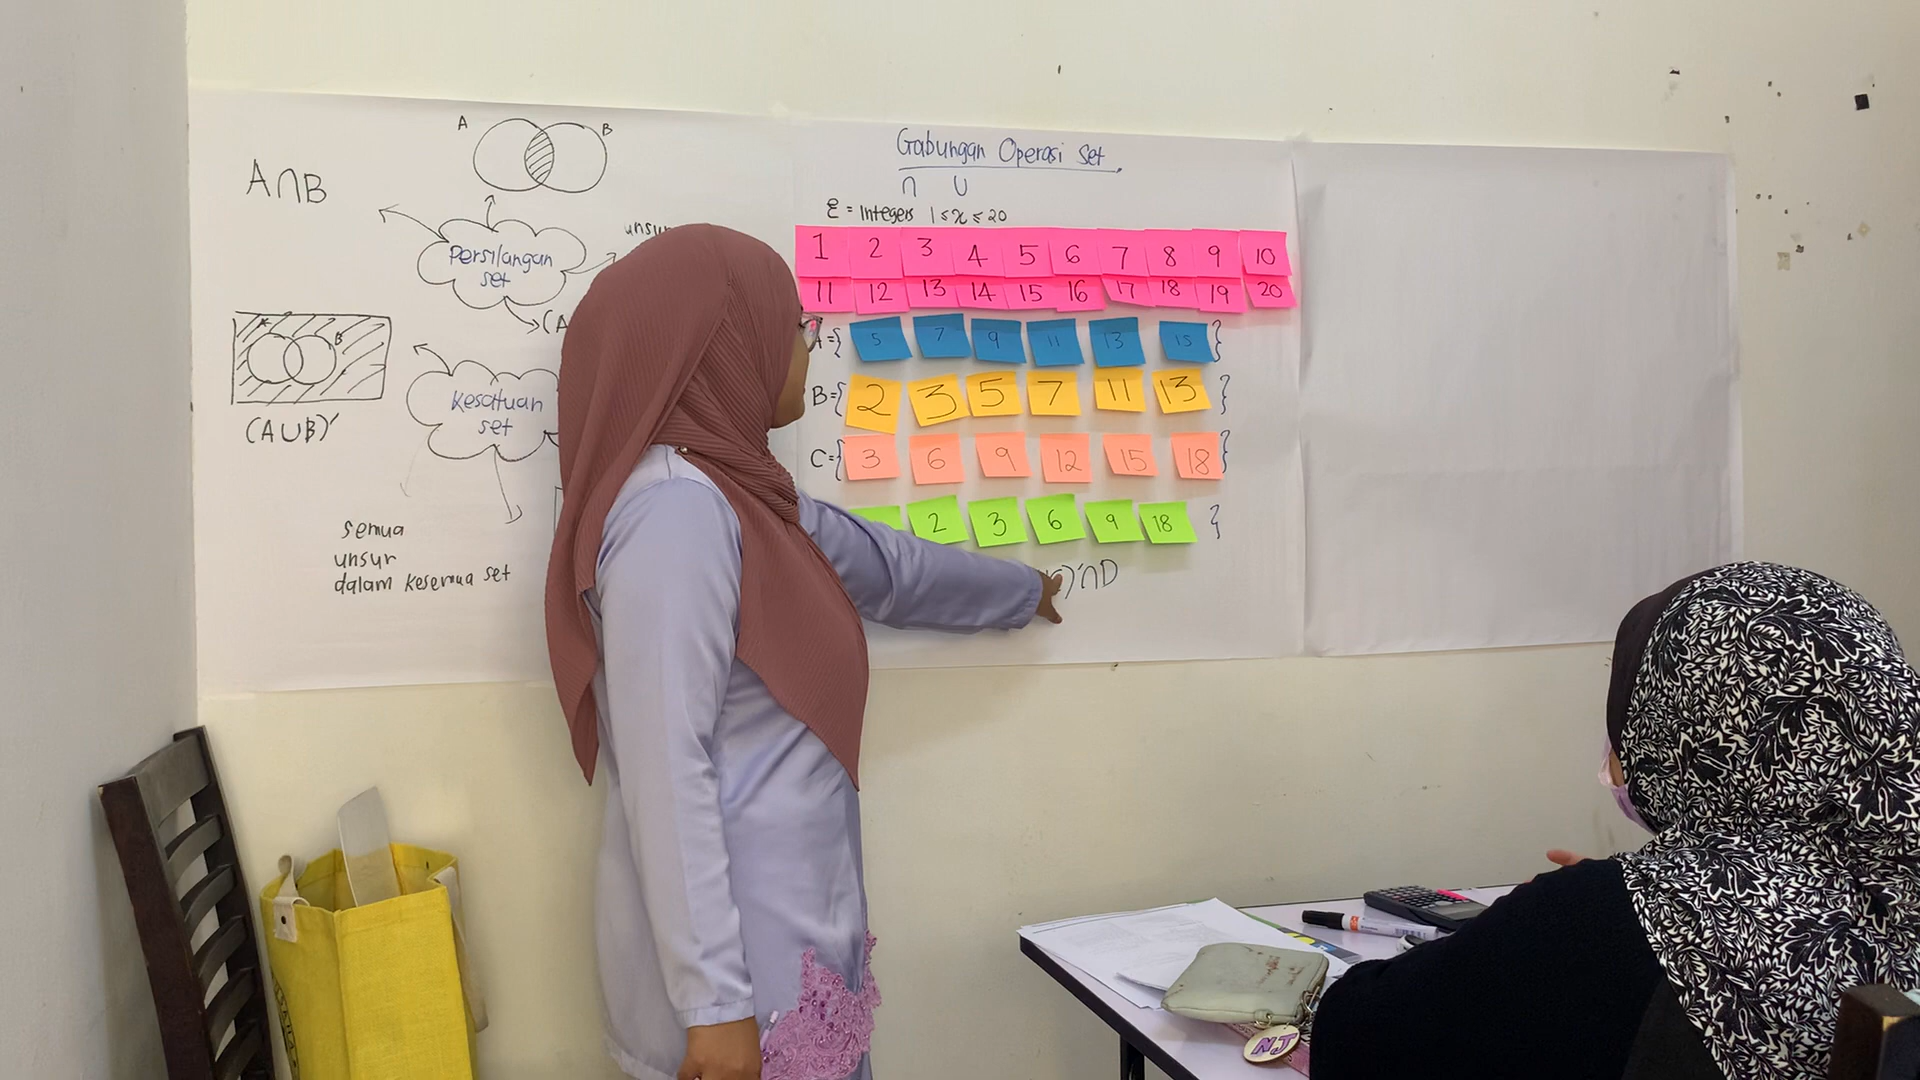 A∩B
A B
Persilangan
set
unsur
(A
A B
(A∪B)'
Kesatuan
set
semua
unsur
dalam kesemua set
Gabungan Operasi Set
∩ ∪
ξ = Integers 1 ≤ x ≤ 20
1 2 3 4 5 6 7 8 9 10
11 12 13 14 15 16 17 18 19 20
={ 5 7 9 11 13 15 }
B={ 2 3 5 7 11 13 }
C={ 3 6 9 12 15 18 }
2 3 6 9 18 }
)'∩D
NJ